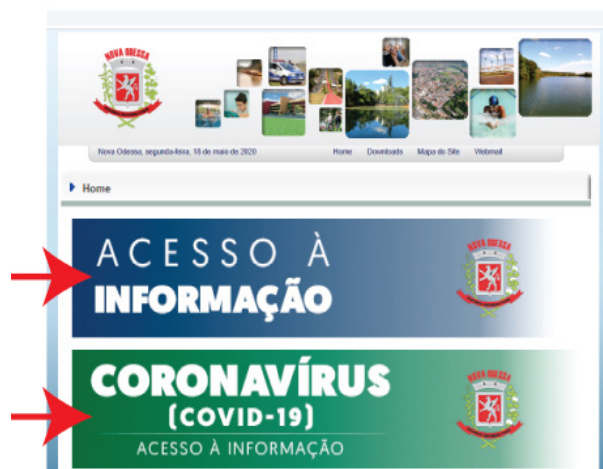 NOVA ODESSA
Nova Odessa, segunda-feira, 18 de maio de 2020 Home Downloads Mapa do Site Webmail
Home
ACESSO À
INFORMAÇÃO
NOVA ODESSA
CORONAVÍRUS
(COVID-19)
ACESSO À INFORMAÇÃO
NOVA ODESSA